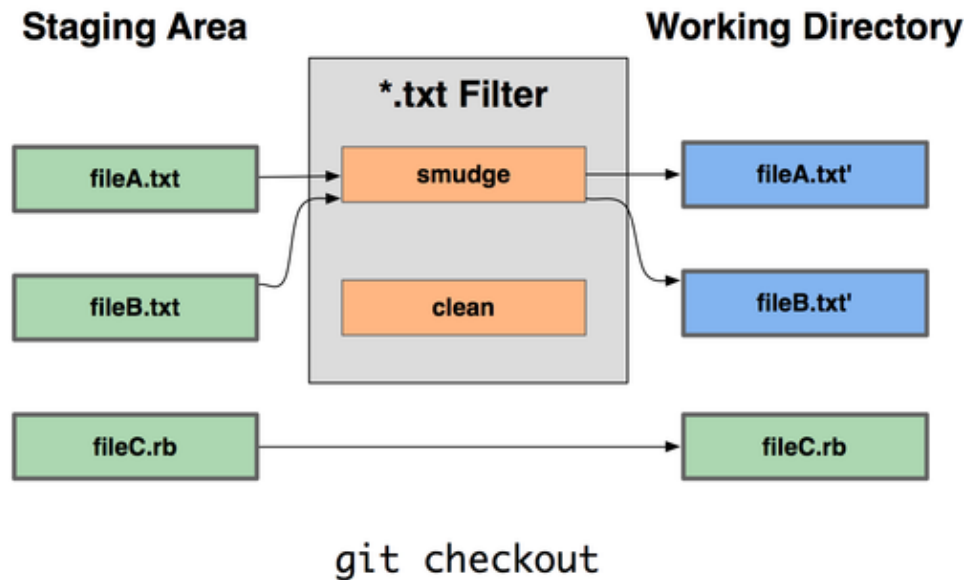 Staging Area
Working Directory
*.txt Filter
fileA.txt
smudge
fileA.txt'
fileB.txt
clean
fileB.txt'
fileC.rb
fileC.rb
git checkout